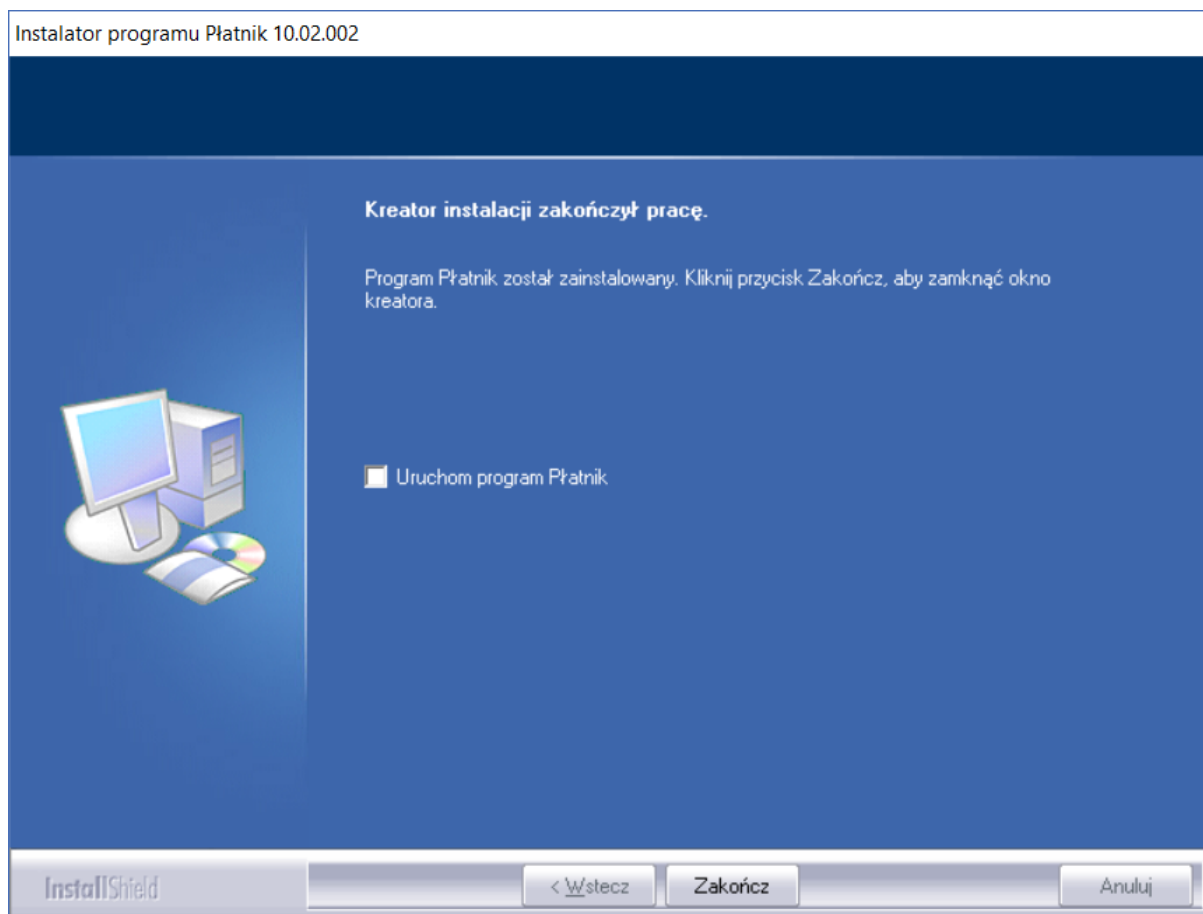 Instalator programu Płatnik 10.02.002
Kreator instalacji zakończył pracę.
Program Płatnik został zainstalowany. Kliknij przycisk Zakończ, aby zamknąć okno
kreatora.
Uruchom program Płatnik
InstallShield
< Wstecz
Zakończ
Anuluj